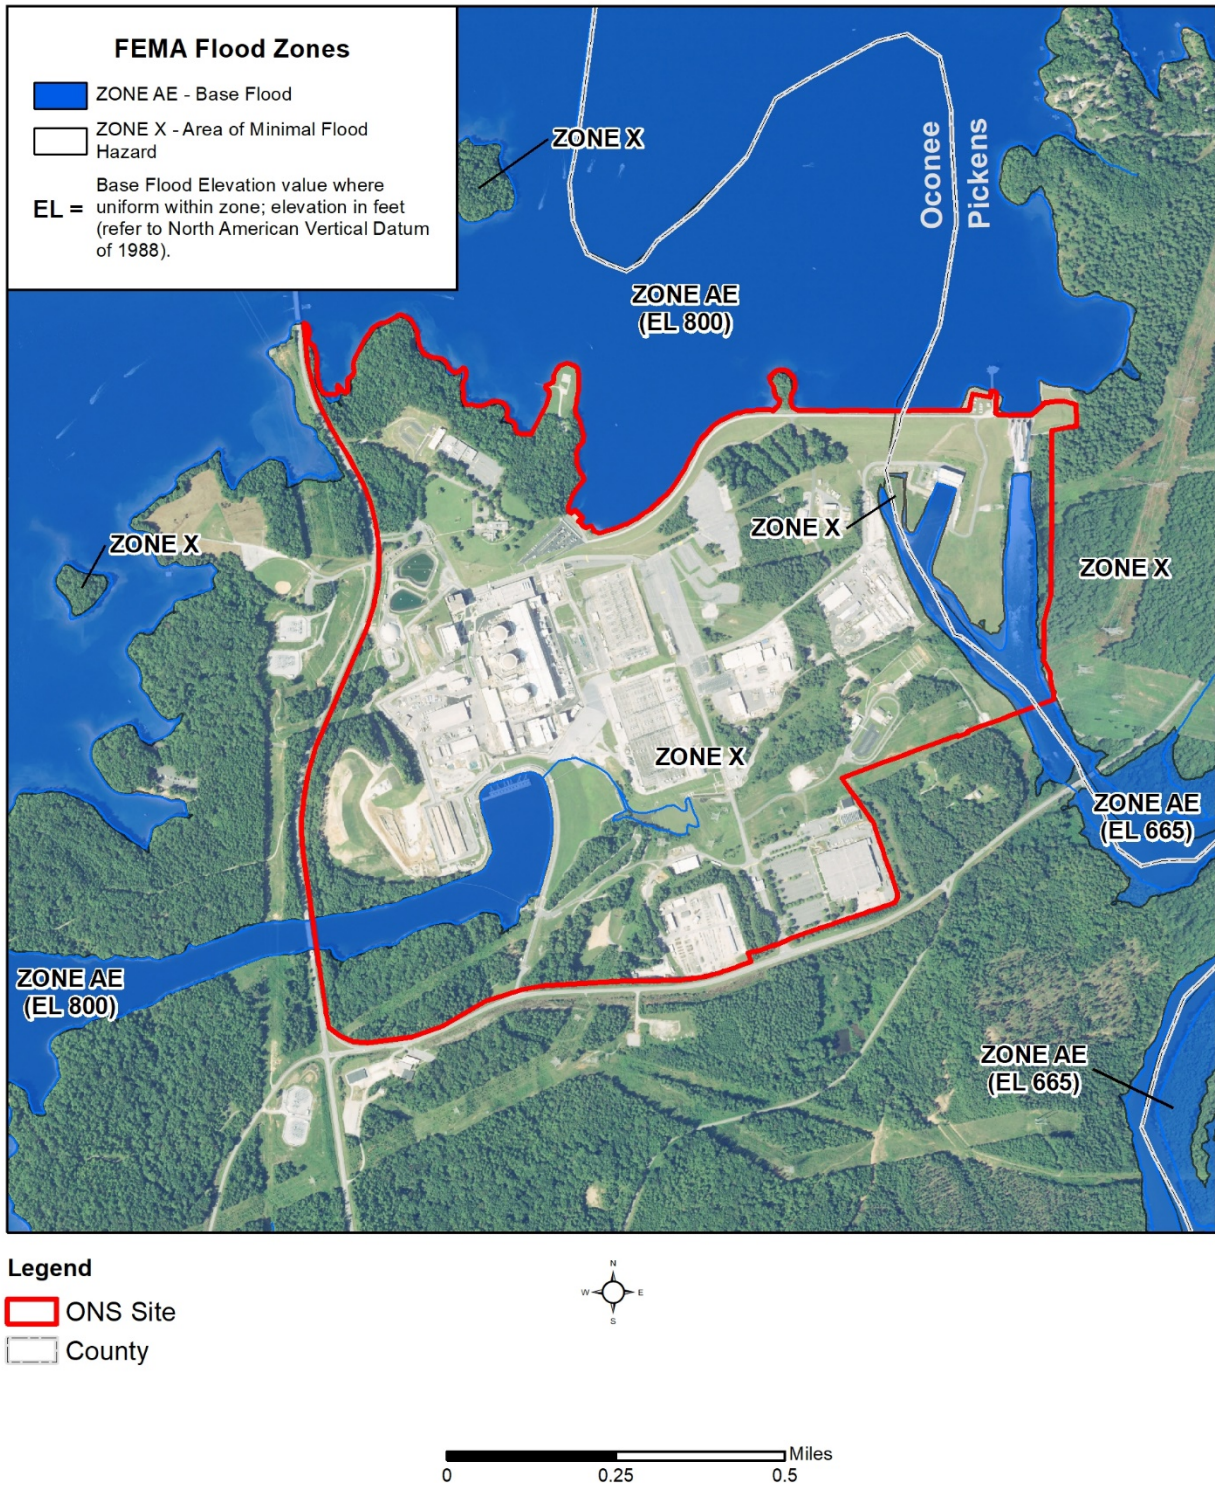 FEMA Flood Zones
ZONE AE - Base Flood
ZONE X - Area of Minimal Flood
Hazard
EL =
Base Flood Elevation value where
uniform within zone; elevation in feet
(refer to North American Vertical Datum
of 1988).
ZONE X
Oconee
Pickens
ZONE AE
(EL 800)
ZONE X
ZONE X
ZONE X
ZONE X
ZONE AE
(EL 665)
ZONE AE
(EL 800)
ZONE AE
(EL 665)
Legend
ONS Site
County
N
W
E
S
Miles
0
0.25
0.5